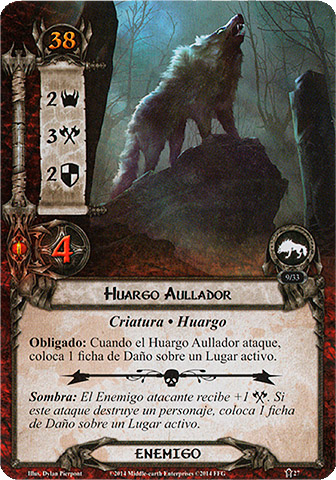 38
2
3
2
4
9/33
HUARGO AULLADOR
Criatura • Huargo
Obligado: Cuando el Huargo Aullador ataque,
coloca 1 ficha de Daño sobre un Lugar activo.
Sombra: El Enemigo atacante recibe +1 . Si
este ataque destruye un personaje, coloca 1 ficha
de Daño sobre un Lugar activo.
ENEMIGO
Illus. Dylan Pierpont
©2014 Middle-earth Enterprises ©2014 FFG
27